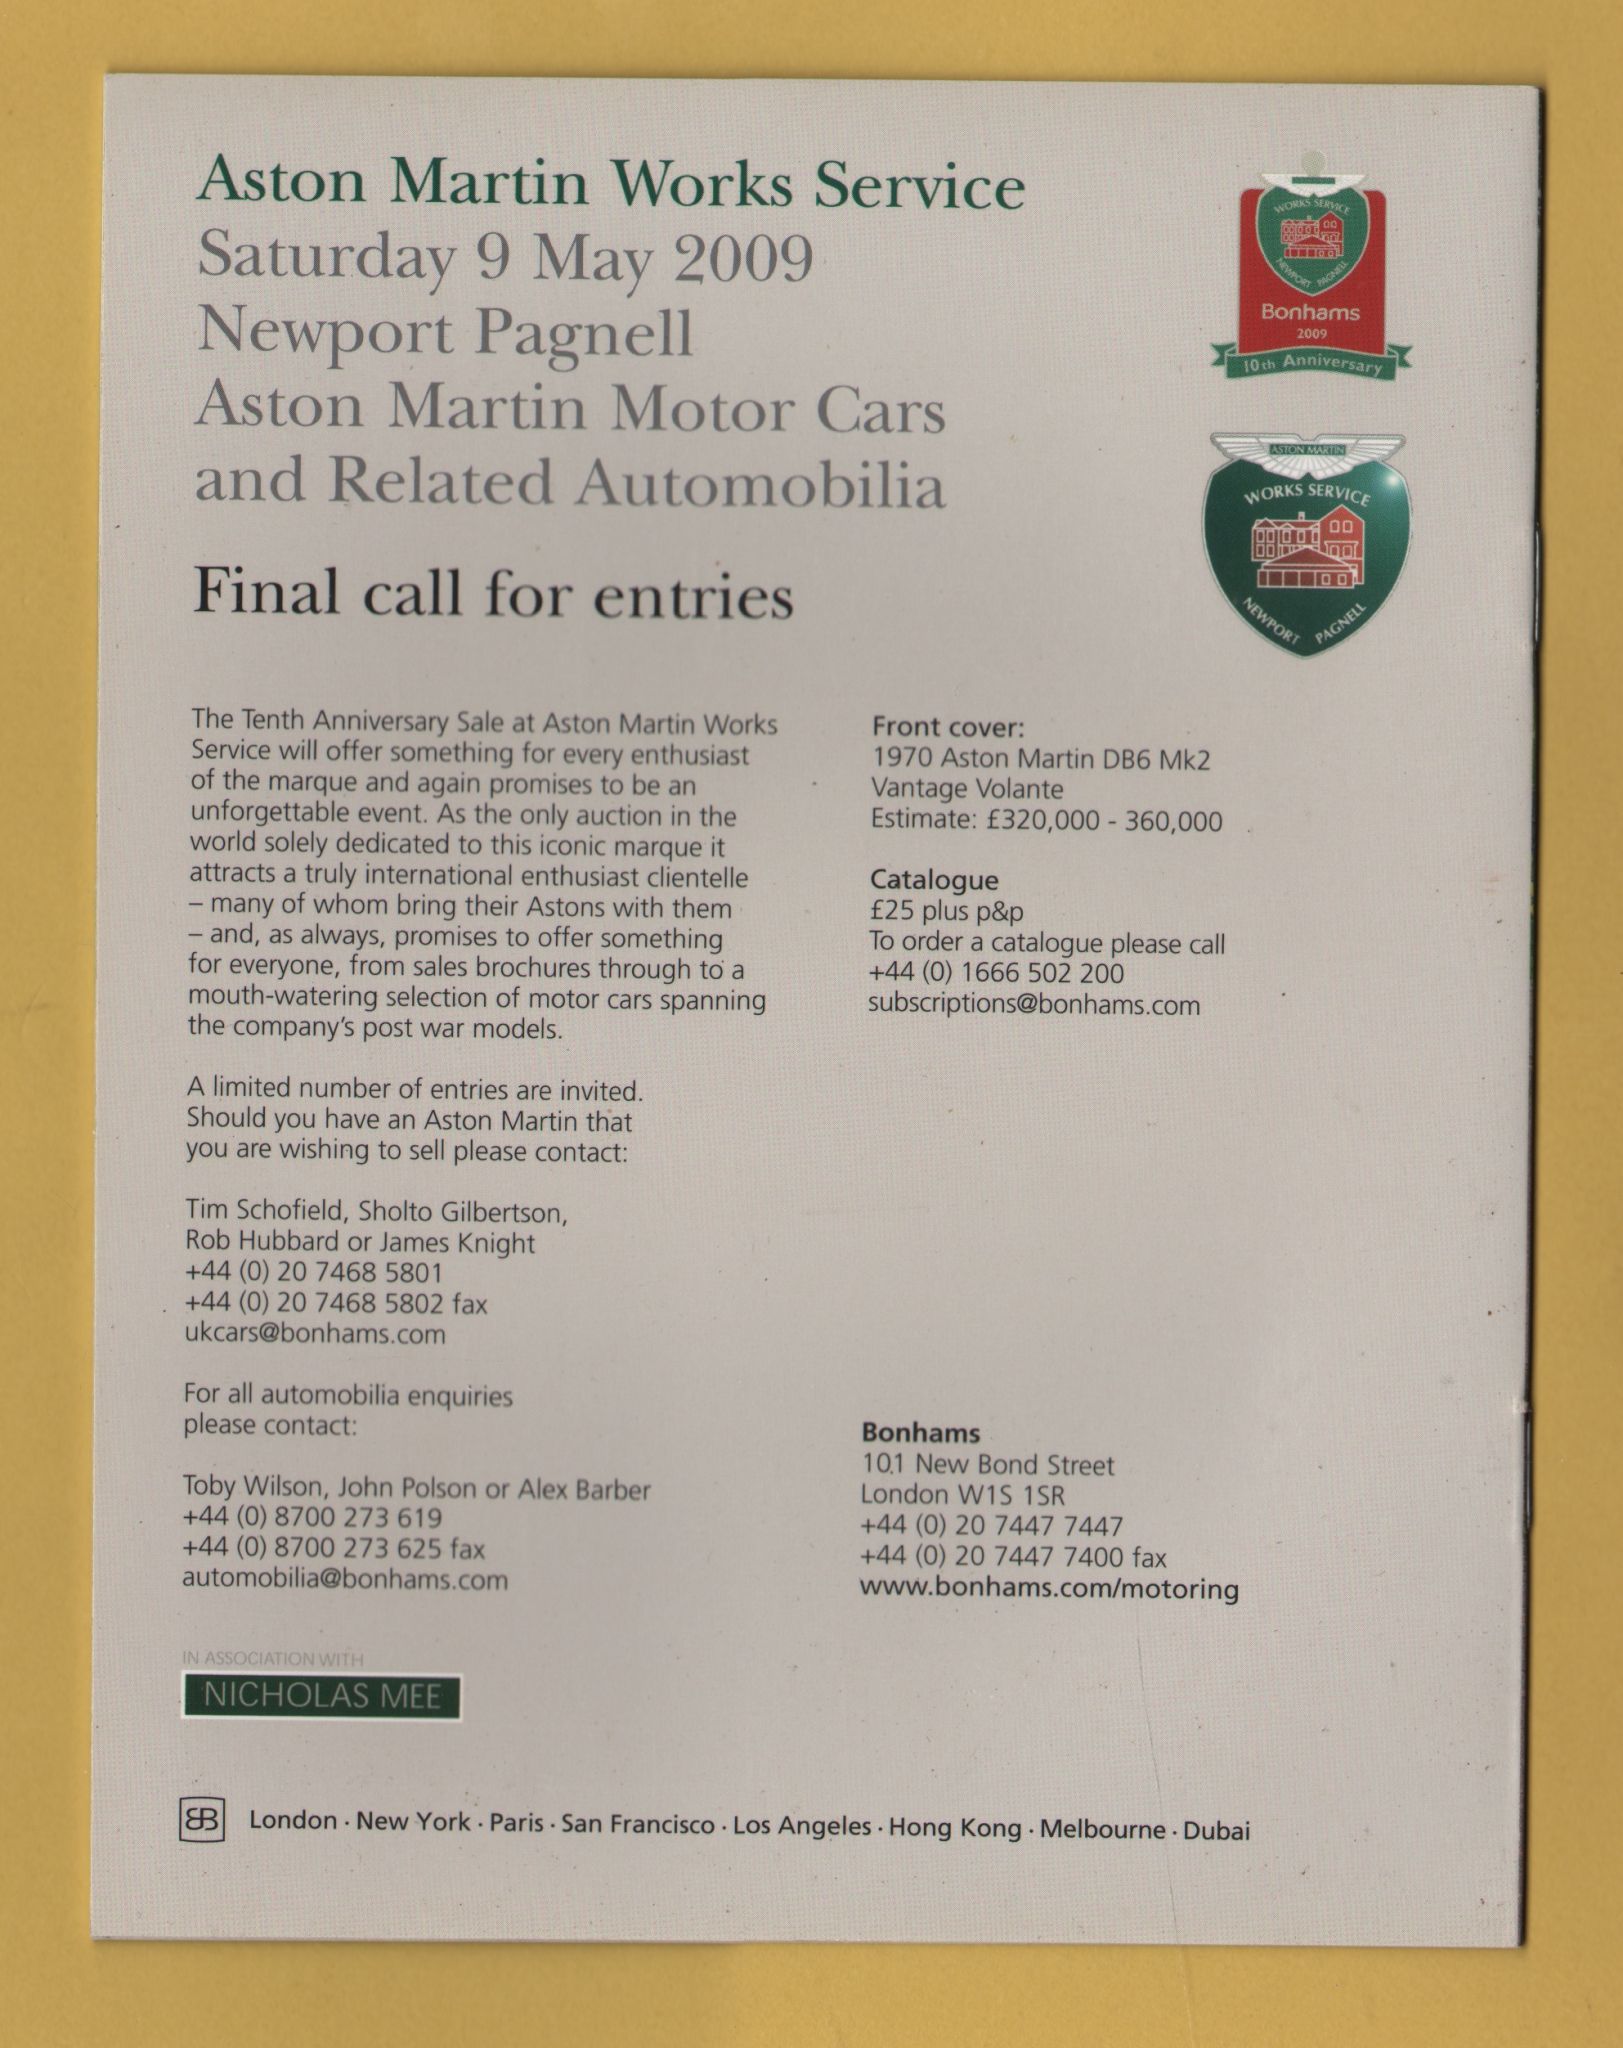 Aston Martin Works Service
Saturday 9 May 2009
Newport Pagnell
Aston Martin Motor Cars
and Related Automobilia
Final call for entries
WORKS SERVICE
NEWPORT PAGNELL
Bonhams
2009
10th Anniversary
ASTON MARTIN
WORKS SERVICE
NEWPORT PAGNELL
The Tenth Anniversary Sale at Aston Martin Works
Service will offer something for every enthusiast
of the marque and again promises to be an
unforgettable event. As the only auction in the
world solely dedicated to this iconic marque it
attracts a truly international enthusiast clientelle
– many of whom bring their Astons with them
– and, as always, promises to offer something
for everyone, from sales brochures through to a
mouth-watering selection of motor cars spanning
the company's post war models.
A limited number of entries are invited.
Should you have an Aston Martin that
you are wishing to sell please contact:
Tim Schofield, Sholto Gilbertson,
Rob Hubbard or James Knight
+44 (0) 20 7468 5801
+44 (0) 20 7468 5802 fax
ukcars@bonhams.com
For all automobilia enquiries
please contact:
Toby Wilson, John Polson or Alex Barber
+44 (0) 8700 273 619
+44 (0) 8700 273 625 fax
automobilia@bonhams.com
IN ASSOCIATION WITH
NICHOLAS MEE
Front cover:
1970 Aston Martin DB6 Mk2
Vantage Volante
Estimate: £320,000 - 360,000
Catalogue
£25 plus p&p
To order a catalogue please call
+44 (0) 1666 502 200
subscriptions@bonhams.com
Bonhams
101 New Bond Street
London W1S 1SR
+44 (0) 20 7447 7447
+44 (0) 20 7447 7400 fax
www.bonhams.com/motoring
London · New York · Paris · San Francisco · Los Angeles · Hong Kong · Melbourne · Dubai